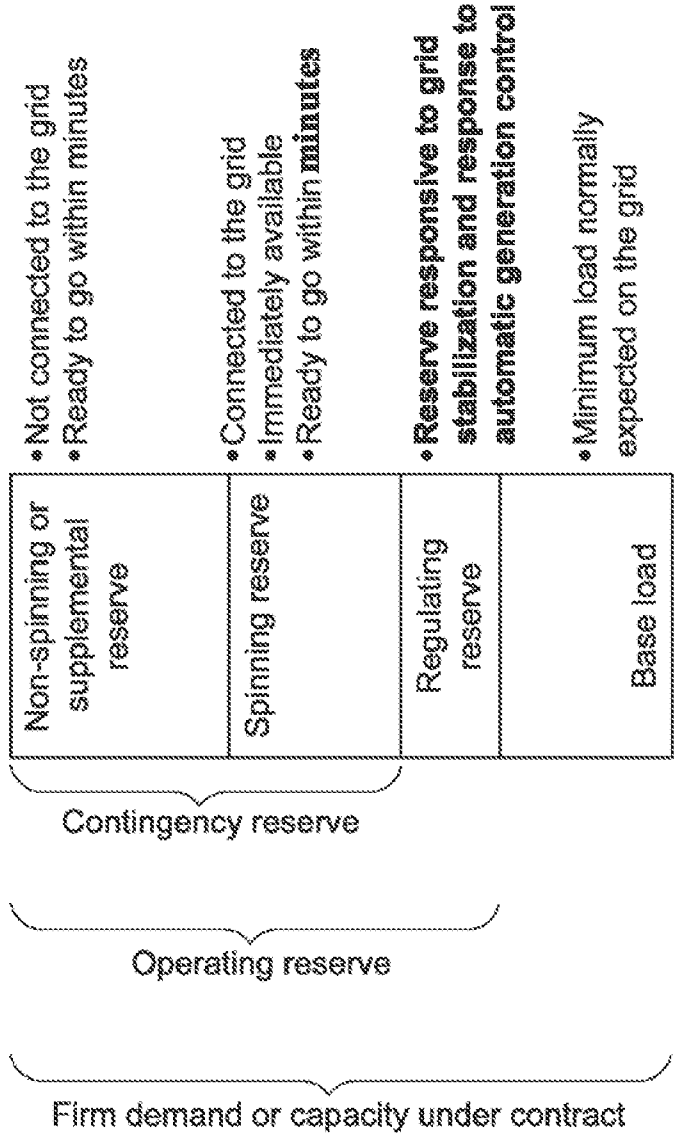 Non-spinning or
supplemental
reserve
• Not connected to the grid
• Ready to go within minutes
Spinning reserve
• Connected to the grid
• Immediately available
• Ready to go within minutes
Regulating
reserve
• Reserve responsive to grid
stabilization and response to
automatic generation control
Base load
• Minimum load normally
expected on the grid
Contingency reserve
Operating reserve
Firm demand or capacity under contract